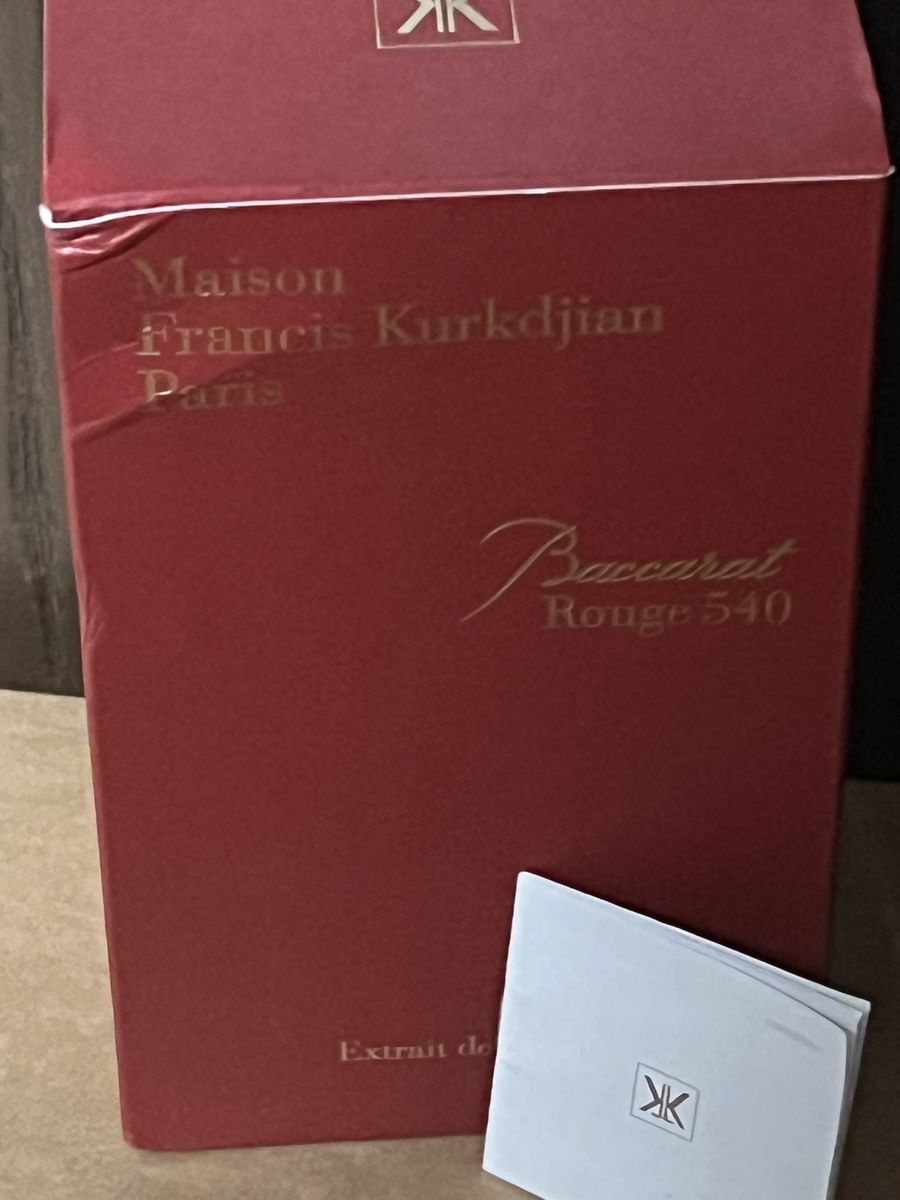 Maison
Francis Kurkdjian
Paris
Baccarat
Rouge 540
Extrait de